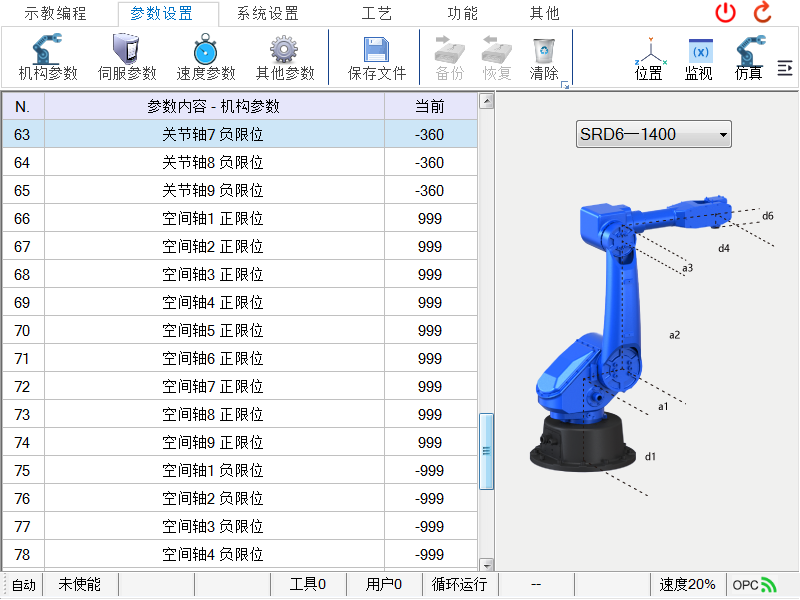 示教编程 参数设置 系统设置 工艺 功能 其他
机构参数 伺服参数 速度参数 其他参数 保存文件 备份 恢复 清除 位置 监视 仿真
N. 参数内容 - 机构参数 当前
63 关节轴7 负限位 -360
64 关节轴8 负限位 -360
65 关节轴9 负限位 -360
66 空间轴1 正限位 999
67 空间轴2 正限位 999
68 空间轴3 正限位 999
69 空间轴4 正限位 999
70 空间轴5 正限位 999
71 空间轴6 正限位 999
72 空间轴7 正限位 999
73 空间轴8 正限位 999
74 空间轴9 正限位 999
75 空间轴1 负限位 -999
76 空间轴2 负限位 -999
77 空间轴3 负限位 -999
78 空间轴4 负限位 -999
SRD6一1400
d6
d4
a3
a2
a1
d1
自动 未使能 工具0 用户0 循环运行 -- 速度20% OPC